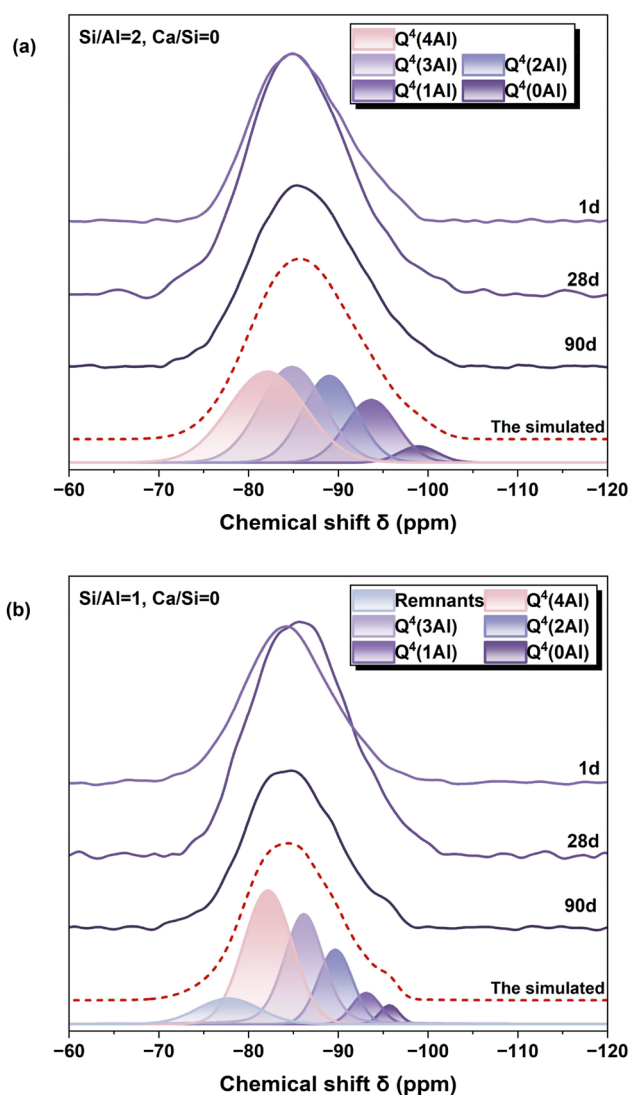 (a)
Si/Al=2, Ca/Si=0
Q⁴(4Al)
Q⁴(3Al) Q⁴(2Al)
Q⁴(1Al) Q⁴(0Al)
1d
28d
90d
The simulated
−60 −70 −80 −90 −100 −110 −120
Chemical shift δ (ppm)
(b)
Si/Al=1, Ca/Si=0
Remnants Q⁴(4Al)
Q⁴(3Al) Q⁴(2Al)
Q⁴(1Al) Q⁴(0Al)
1d
28d
90d
The simulated
−60 −70 −80 −90 −100 −110 −120
Chemical shift δ (ppm)